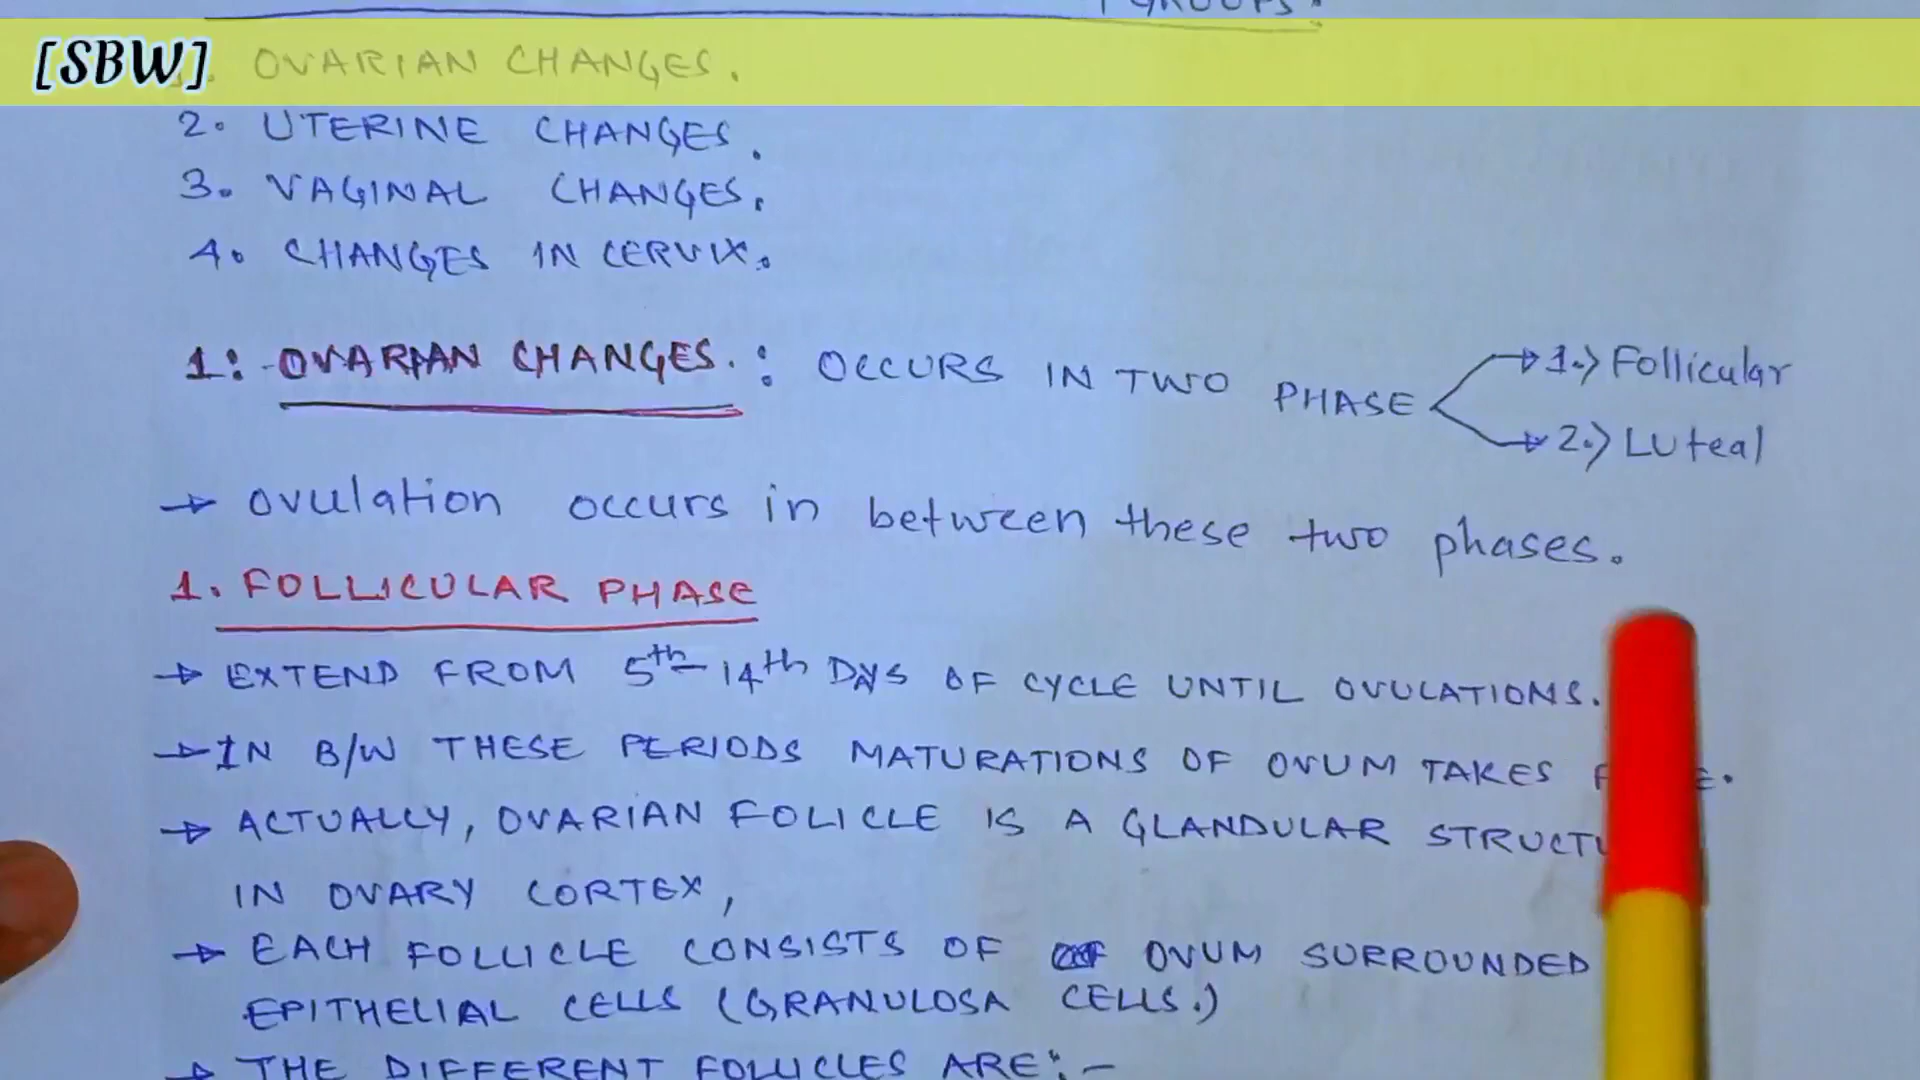 GROUPS.
[SBW]
1. OVARIAN CHANGES.
2. UTERINE CHANGES.
3. VAGINAL CHANGES.
4. CHANGES IN CERVIX.
1: OVARIAN CHANGES. : OCCURS IN TWO PHASE
1.) Follicular
2.) Luteal
→ ovulation occurs in between these two phases.
1. FOLLICULAR PHASE
→ EXTEND FROM 5th-14th DAYS OF CYCLE UNTIL OVULATIONS.
→ IN B/W THESE PERIODS MATURATIONS OF OVUM TAKES
→ ACTUALLY, OVARIAN FOLICLE IS A GLANDULAR
IN OVARY CORTEX,
→ EACH FOLLICLE CONSISTS OF OVUM SURROUNDED
EPITHELIAL CELLS (GRANULOSA CELLS.)
→ THE DIFFERENT FOLLICLES ARE:-